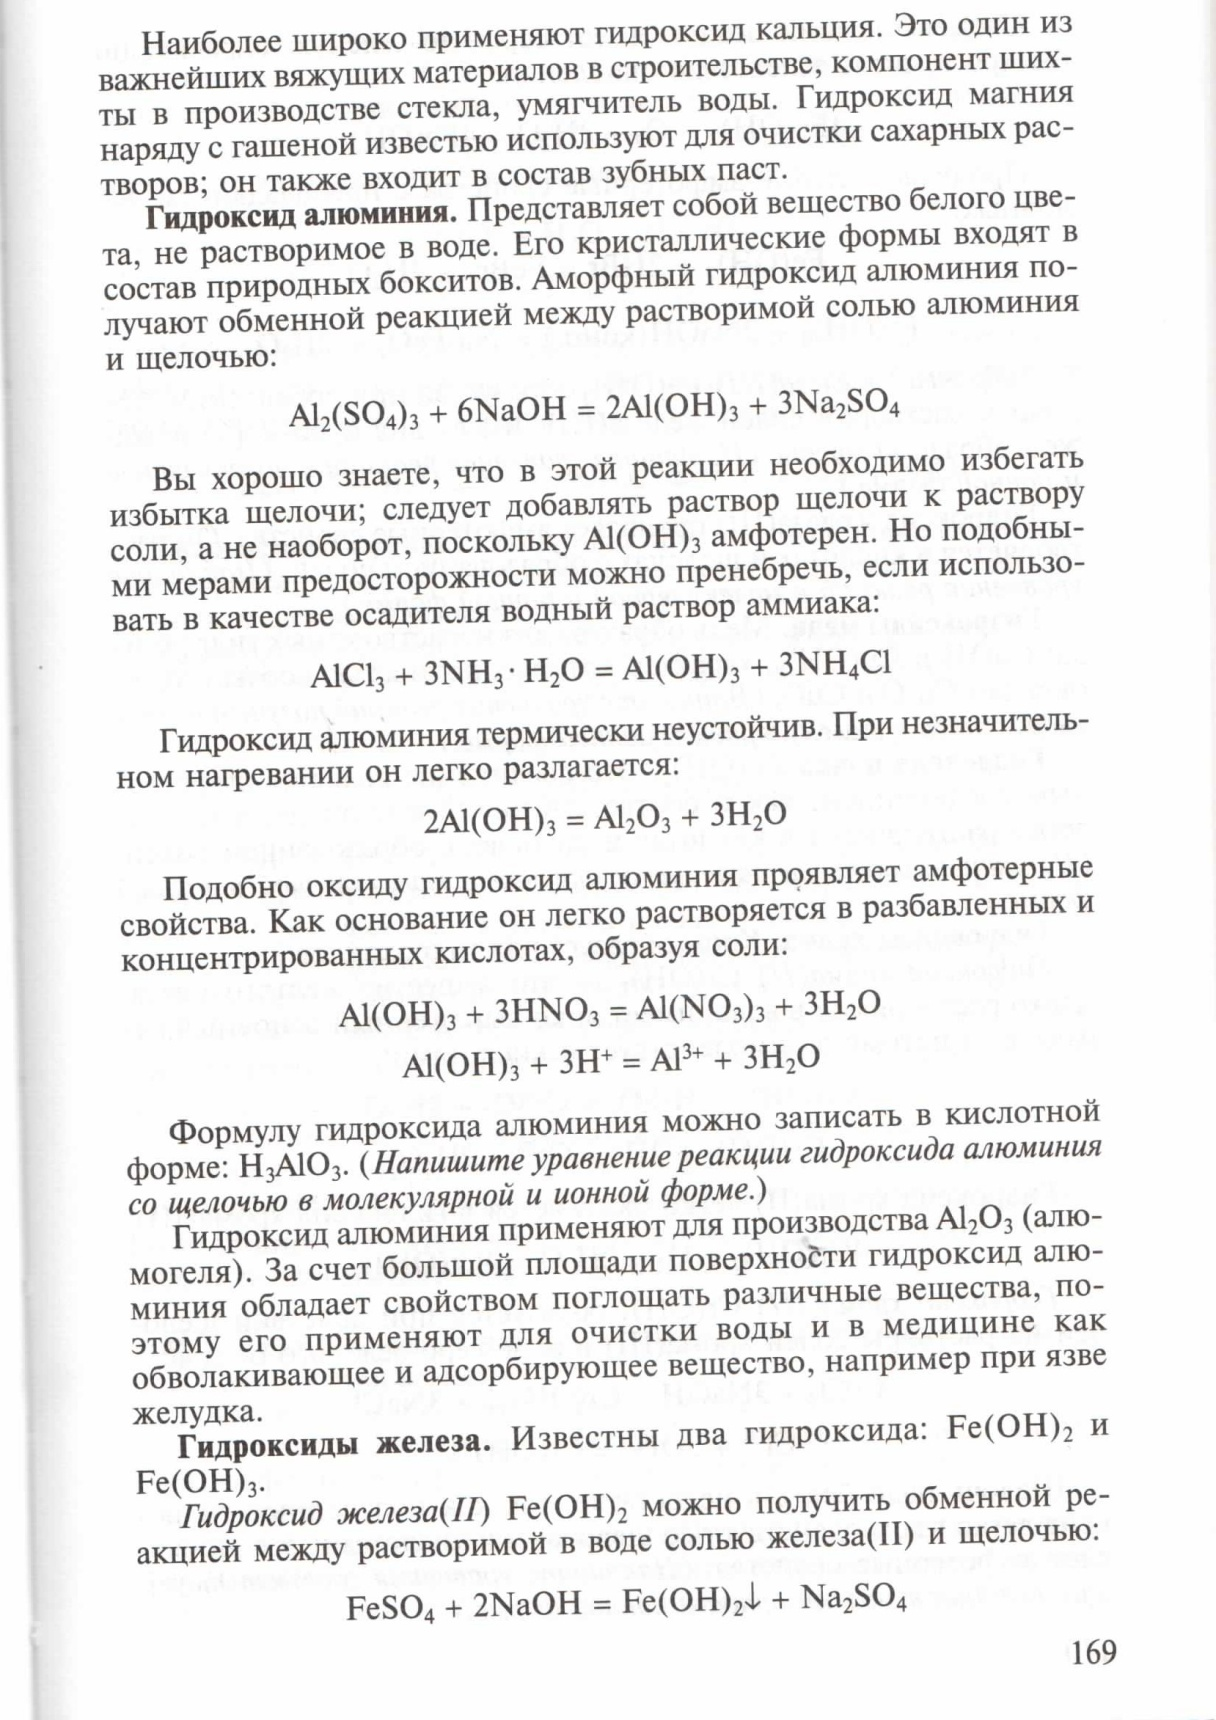 Наиболее широко применяют гидроксид кальция. Это один из
важнейших вяжущих материалов в строительстве, компонент ших-
ты в производстве стекла, умягчитель воды. Гидроксид магния
наряду с гашеной известью используют для очистки сахарных рас-
творов; он также входит в состав зубных паст.
Гидроксид алюминия. Представляет собой вещество белого цве-
та, не растворимое в воде. Его кристаллические формы входят в
состав природных бокситов. Аморфный гидроксид алюминия по-
лучают обменной реакцией между растворимой солью алюминия
и щелочью:
Al₂(SO₄)₃ + 6NaOH = 2Al(OH)₃ + 3Na₂SO₄
Вы хорошо знаете, что в этой реакции необходимо избегать
избытка щелочи; следует добавлять раствор щелочи к раствору
соли, а не наоборот, поскольку Al(OH)₃ амфотерен. Но подобны-
ми мерами предосторожности можно пренебречь, если использо-
вать в качестве осадителя водный раствор аммиака:
AlCl₃ + 3NH₃ · H₂O = Al(OH)₃ + 3NH₄Cl
Гидроксид алюминия термически неустойчив. При незначитель-
ном нагревании он легко разлагается:
2Al(OH)₃ = Al₂O₃ + 3H₂O
Подобно оксиду гидроксид алюминия проявляет амфотерные
свойства. Как основание он легко растворяется в разбавленных и
концентрированных кислотах, образуя соли:
Al(OH)₃ + 3HNO₃ = Al(NO₃)₃ + 3H₂O
Al(OH)₃ + 3H⁺ = Al³⁺ + 3H₂O
Формулу гидроксида алюминия можно записать в кислотной
форме: H₃AlO₃. (Напишите уравнение реакции гидроксида алюминия
со щелочью в молекулярной и ионной форме.)
Гидроксид алюминия применяют для производства Al₂O₃ (алю-
могеля). За счет большой площади поверхности гидроксид алю-
миния обладает свойством поглощать различные вещества, по-
этому его применяют для очистки воды и в медицине как
обволакивающее и адсорбирующее вещество, например при язве
желудка.
Гидроксиды железа. Известны два гидроксида: Fe(OH)₂ и
Fe(OH)₃.
Гидроксид железа(II) Fe(OH)₂ можно получить обменной ре-
акцией между растворимой в воде солью железа(II) и щелочью:
FeSO₄ + 2NaOH = Fe(OH)₂↓ + Na₂SO₄
169